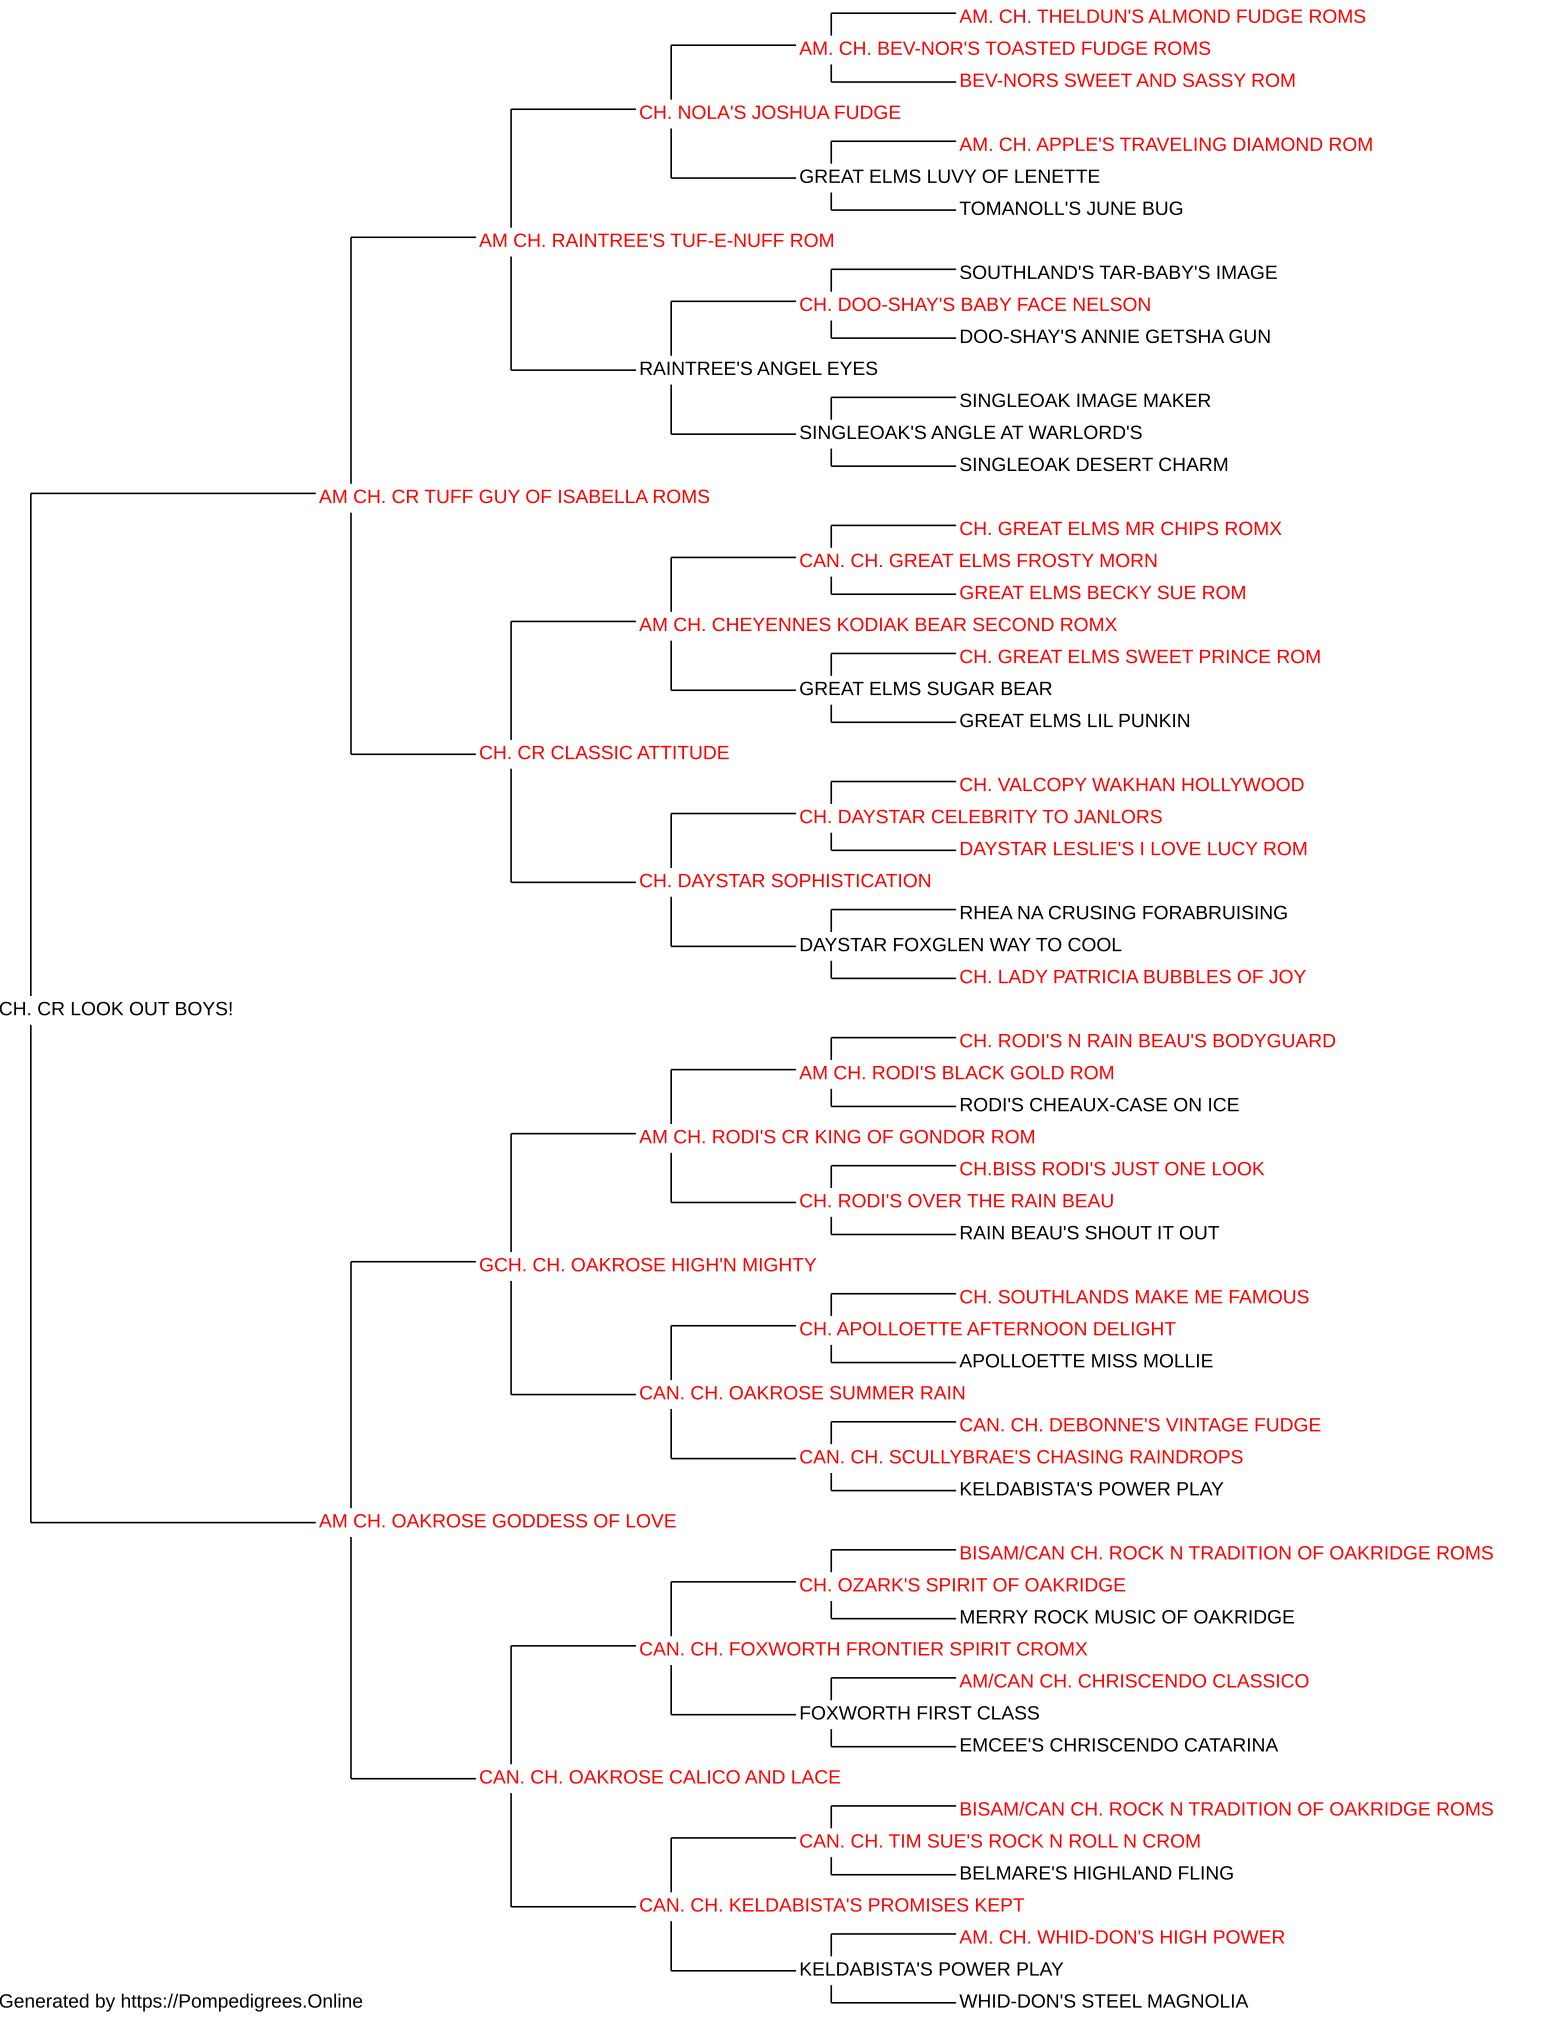 AM. CH. THELDUN'S ALMOND FUDGE ROMS
AM. CH. BEV-NOR'S TOASTED FUDGE ROMS
BEV-NORS SWEET AND SASSY ROM
CH. NOLA'S JOSHUA FUDGE
AM. CH. APPLE'S TRAVELING DIAMOND ROM
GREAT ELMS LUVY OF LENETTE
TOMANOLL'S JUNE BUG
AM CH. RAINTREE'S TUF-E-NUFF ROM
SOUTHLAND'S TAR-BABY'S IMAGE
CH. DOO-SHAY'S BABY FACE NELSON
DOO-SHAY'S ANNIE GETSHA GUN
RAINTREE'S ANGEL EYES
SINGLEOAK IMAGE MAKER
SINGLEOAK'S ANGLE AT WARLORD'S
SINGLEOAK DESERT CHARM
AM CH. CR TUFF GUY OF ISABELLA ROMS
CH. GREAT ELMS MR CHIPS ROMX
CAN. CH. GREAT ELMS FROSTY MORN
GREAT ELMS BECKY SUE ROM
AM CH. CHEYENNES KODIAK BEAR SECOND ROMX
CH. GREAT ELMS SWEET PRINCE ROM
GREAT ELMS SUGAR BEAR
GREAT ELMS LIL PUNKIN
CH. CR CLASSIC ATTITUDE
CH. VALCOPY WAKHAN HOLLYWOOD
CH. DAYSTAR CELEBRITY TO JANLORS
DAYSTAR LESLIE'S I LOVE LUCY ROM
CH. DAYSTAR SOPHISTICATION
RHEA NA CRUSING FORABRUISING
DAYSTAR FOXGLEN WAY TO COOL
CH. LADY PATRICIA BUBBLES OF JOY
CH. CR LOOK OUT BOYS!
CH. RODI'S N RAIN BEAU'S BODYGUARD
AM CH. RODI'S BLACK GOLD ROM
RODI'S CHEAUX-CASE ON ICE
AM CH. RODI'S CR KING OF GONDOR ROM
CH.BISS RODI'S JUST ONE LOOK
CH. RODI'S OVER THE RAIN BEAU
RAIN BEAU'S SHOUT IT OUT
GCH. CH. OAKROSE HIGH'N MIGHTY
CH. SOUTHLANDS MAKE ME FAMOUS
CH. APOLLOETTE AFTERNOON DELIGHT
APOLLOETTE MISS MOLLIE
CAN. CH. OAKROSE SUMMER RAIN
CAN. CH. DEBONNE'S VINTAGE FUDGE
CAN. CH. SCULLYBRAE'S CHASING RAINDROPS
KELDABISTA'S POWER PLAY
AM CH. OAKROSE GODDESS OF LOVE
BISAM/CAN CH. ROCK N TRADITION OF OAKRIDGE ROMS
CH. OZARK'S SPIRIT OF OAKRIDGE
MERRY ROCK MUSIC OF OAKRIDGE
CAN. CH. FOXWORTH FRONTIER SPIRIT CROMX
AM/CAN CH. CHRISCENDO CLASSICO
FOXWORTH FIRST CLASS
EMCEE'S CHRISCENDO CATARINA
CAN. CH. OAKROSE CALICO AND LACE
BISAM/CAN CH. ROCK N TRADITION OF OAKRIDGE ROMS
CAN. CH. TIM SUE'S ROCK N ROLL N CROM
BELMARE'S HIGHLAND FLING
CAN. CH. KELDABISTA'S PROMISES KEPT
AM. CH. WHID-DON'S HIGH POWER
KELDABISTA'S POWER PLAY
WHID-DON'S STEEL MAGNOLIA
Generated by https://Pompedigrees.Online